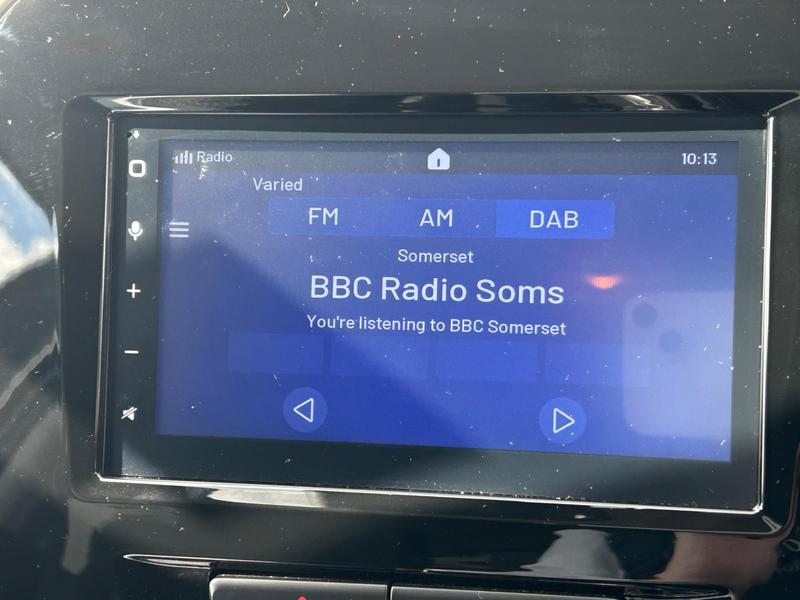 Radio
10:13
Varied
FM AM DAB
Somerset
BBC Radio Soms
You're listening to BBC Somerset